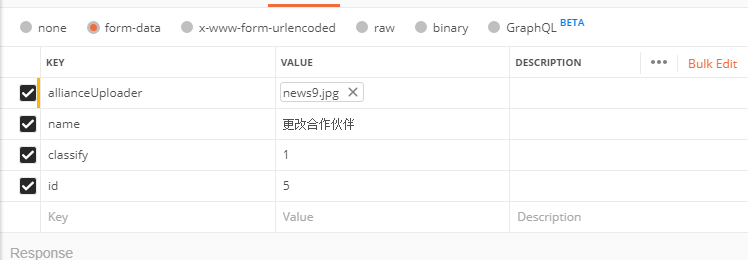 none form-data x-www-form-urlencoded raw binary GraphQL BETA
KEY VALUE DESCRIPTION ••• Bulk Edit
allianceUploader news9.jpg ✕
name 更改合作伙伴
classify 1
id 5
Key Value Description
Response